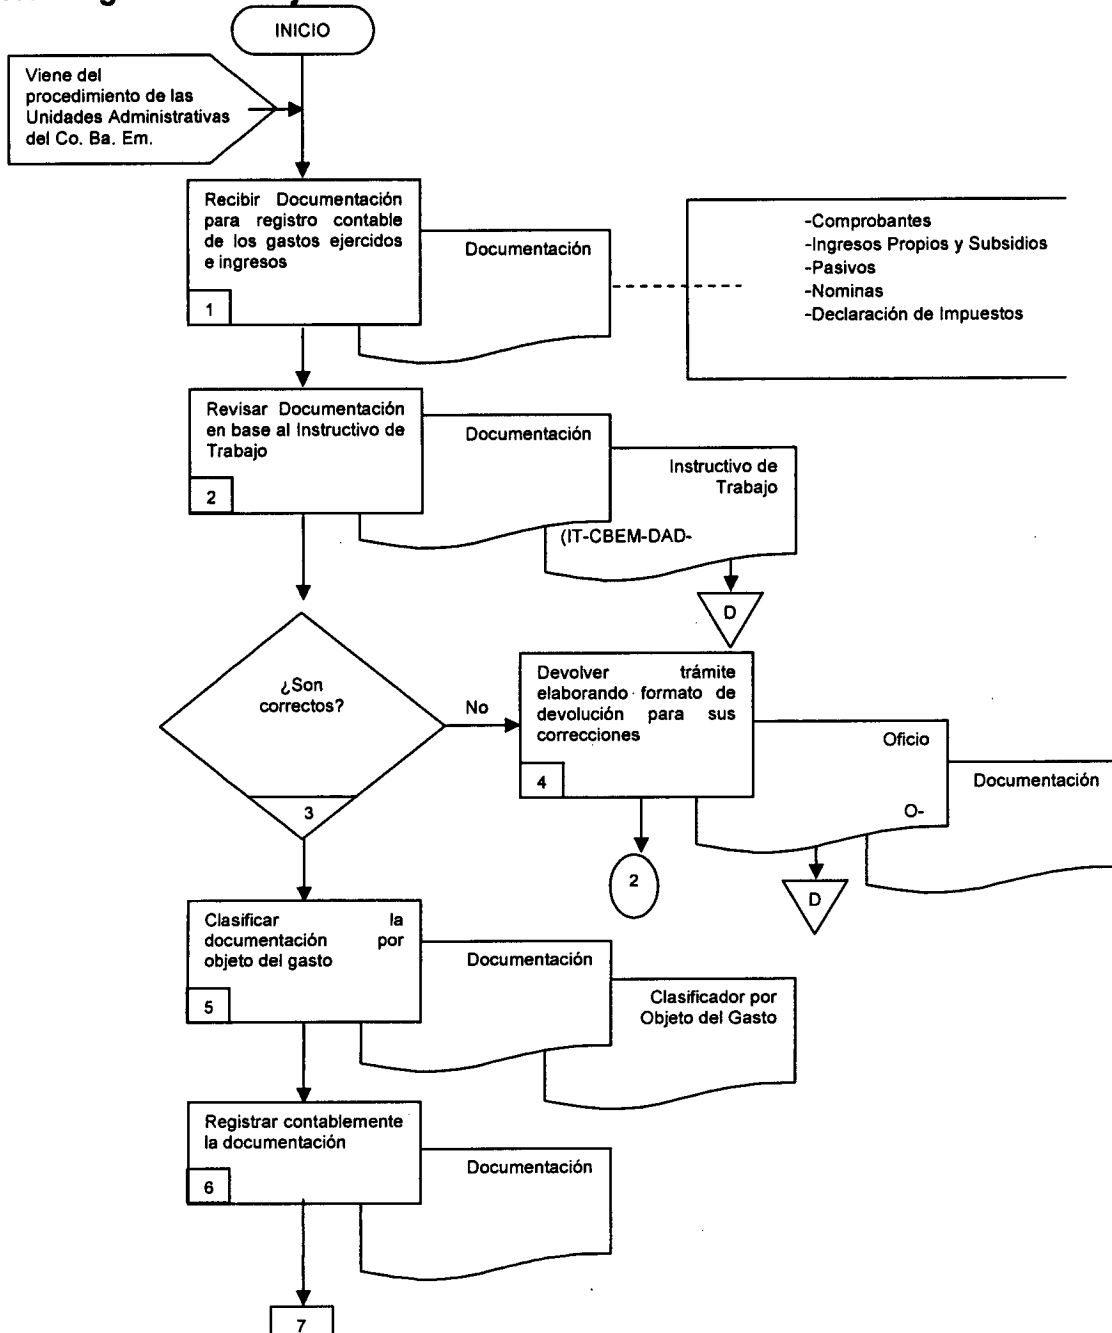 INICIO
Viene del
procedimiento de las
Unidades Administrativas
del Co. Ba. Em.
Recibir Documentación
para registro contable
de los gastos ejercidos
e ingresos
1
Documentación
-Comprobantes
-Ingresos Propios y Subsidios
-Pasivos
-Nominas
-Declaración de Impuestos
Revisar Documentación
en base al Instructivo de
Trabajo
2
Documentación
Instructivo de
Trabajo
(IT-CBEM-DAD-
D
¿Son
correctos?
3
No
Devolver trámite
elaborando formato de
devolución para sus
correcciones
4
Oficio
O-
Documentación
2
D
Clasificar la
documentación por
objeto del gasto
5
Documentación
Clasificador por
Objeto del Gasto
Registrar contablemente
la documentación
6
Documentación
7